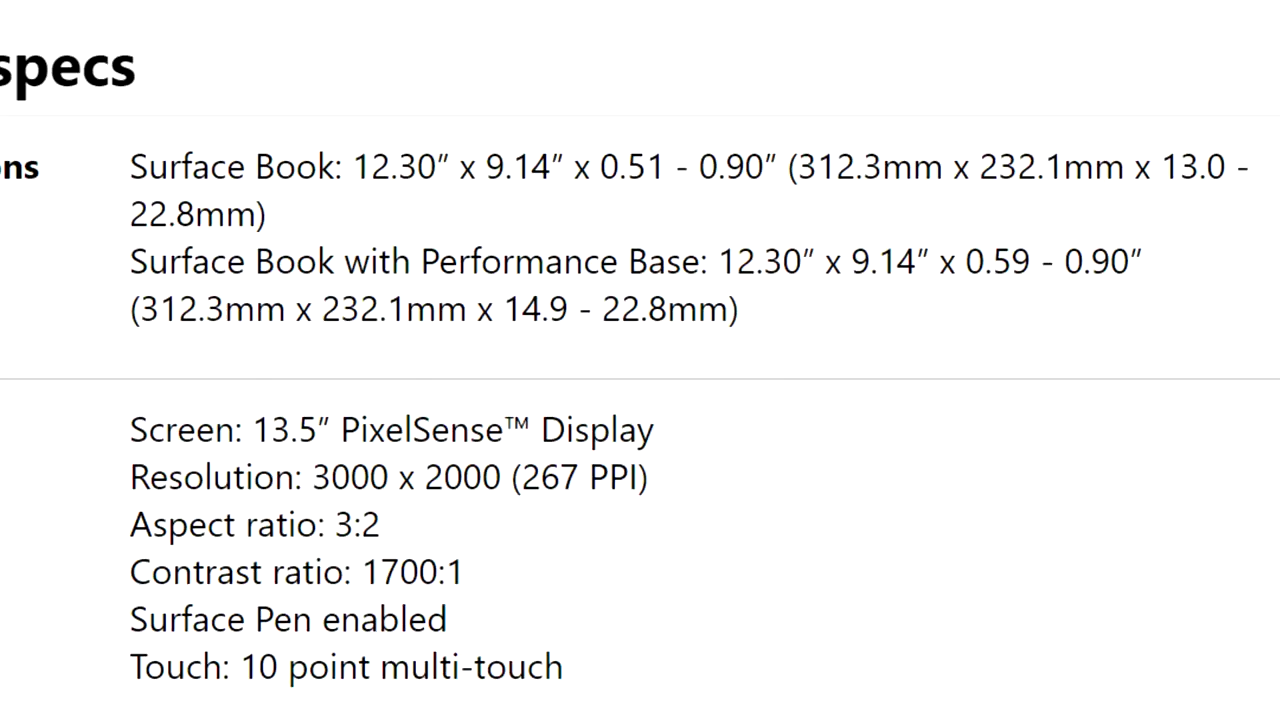 specs
ons
Surface Book: 12.30″ x 9.14″ x 0.51 - 0.90″ (312.3mm x 232.1mm x 13.0 -
22.8mm)
Surface Book with Performance Base: 12.30″ x 9.14″ x 0.59 - 0.90″
(312.3mm x 232.1mm x 14.9 - 22.8mm)
Screen: 13.5″ PixelSense™ Display
Resolution: 3000 x 2000 (267 PPI)
Aspect ratio: 3:2
Contrast ratio: 1700:1
Surface Pen enabled
Touch: 10 point multi-touch